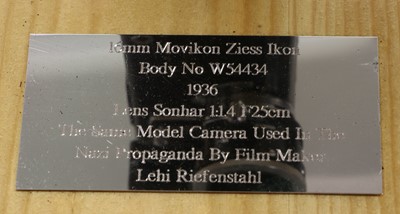 16mm Movikon Ziess Ikon
Body No W54434
1936
Lens Sonhar 1:1.4 F25cm
The Same Model Camera Used In The
Nazi Propaganda By Film Maker
Lehi Riefenstahl